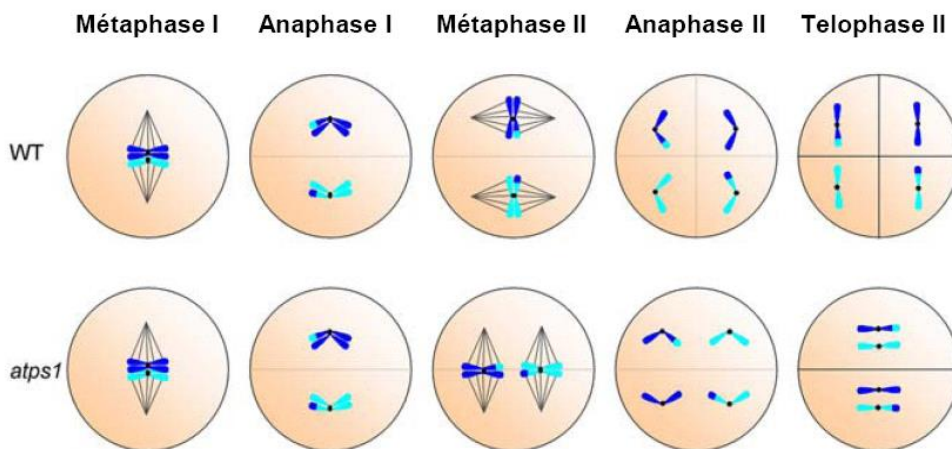 Métaphase I Anaphase I Métaphase II Anaphase II Telophase II
WT
atps1